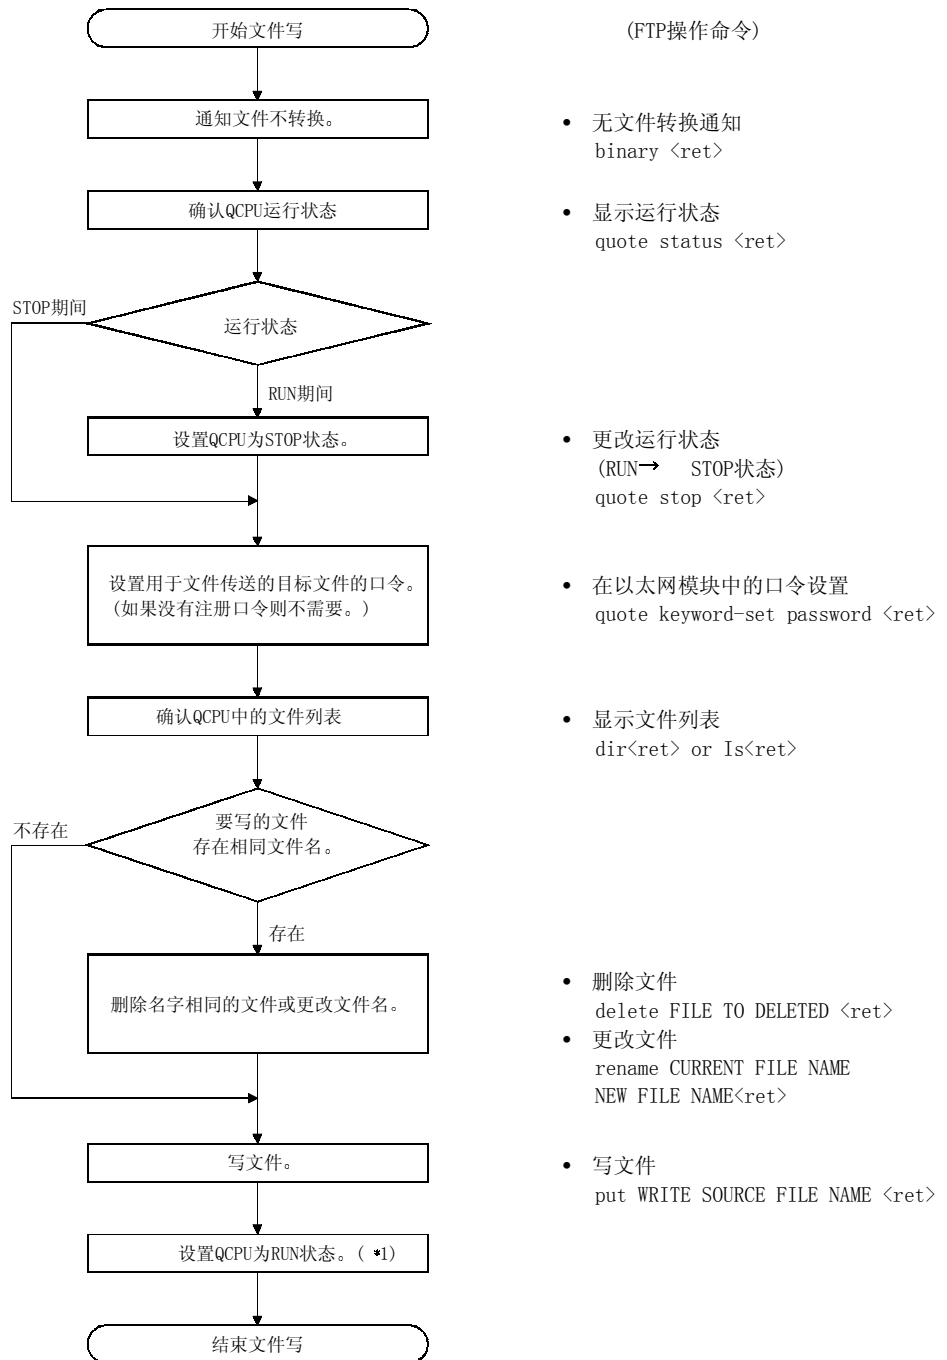 开始文件写
(FTP操作命令)
通知文件不转换。
• 无文件转换通知
binary <ret>
确认QCPU运行状态
• 显示运行状态
quote status <ret>
STOP期间
运行状态
RUN期间
设置QCPU为STOP状态。
• 更改运行状态
(RUN→ STOP状态)
quote stop <ret>
设置用于文件传送的目标文件的口令。
(如果没有注册口令则不需要。)
• 在以太网模块中的口令设置
quote keyword-set password <ret>
确认QCPU中的文件列表
• 显示文件列表
dir<ret> or Is<ret>
要写的文件
存在相同文件名。
不存在
存在
删除名字相同的文件或更改文件名。
• 删除文件
delete FILE TO DELETED <ret>
• 更改文件
rename CURRENT FILE NAME
NEW FILE NAME<ret>
写文件。
• 写文件
put WRITE SOURCE FILE NAME <ret>
设置QCPU为RUN状态。( *1)
结束文件写